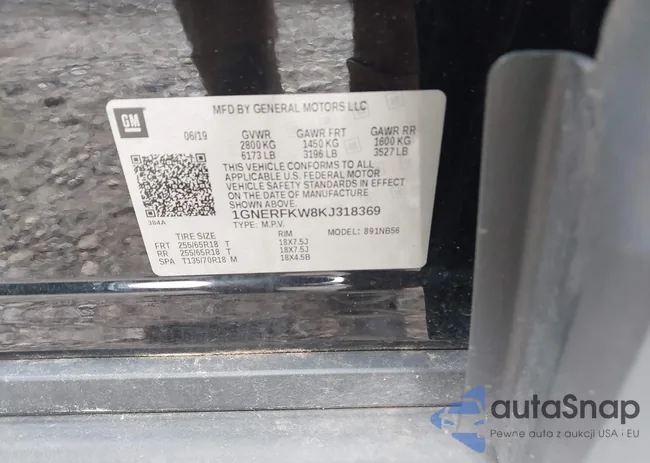 MFD BY GENERAL MOTORS LLC
GM
06/19 GVWR GAWR FRT GAWR RR
2800 KG 1450 KG 1600 KG
6173 LB 3196 LB 3527 LB
THIS VEHICLE CONFORMS TO ALL
APPLICABLE U.S. FEDERAL MOTOR
VEHICLE SAFETY STANDARDS IN EFFECT
ON THE DATE OF MANUFACTURE
SHOWN ABOVE.
384A
1GNERFKW8KJ318369
TYPE: M.P.V. MODEL: 891NB56
TIRE SIZE RIM
FRT 255/65R18 T 18X7.5J
RR 255/65R18 T 18X7.5J
SPA T135/70R18 M 18X4.5B
autaSnap
Pewne auta z aukcji USA i EU